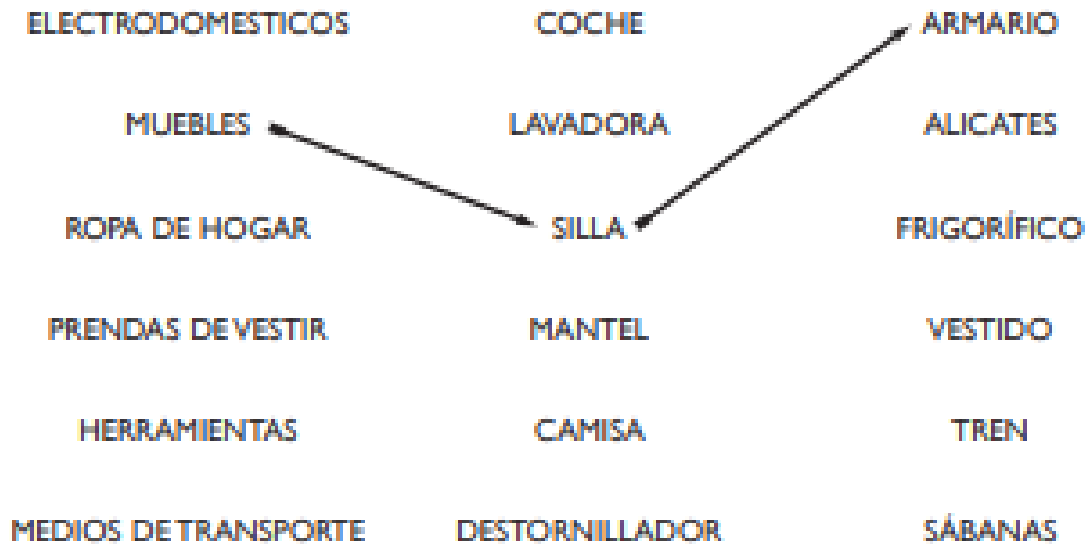 ELECTRODOMESTICOS COCHE ARMARIO
MUEBLES LAVADORA ALICATES
ROPA DE HOGAR SILLA FRIGORÍFICO
PRENDAS DE VESTIR MANTEL VESTIDO
HERRAMIENTAS CAMISA TREN
MEDIOS DE TRANSPORTE DESTORNILLADOR SÁBANAS